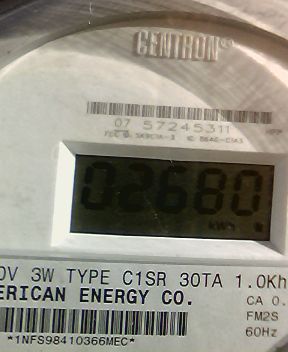 CENTRON®
07 57245311
02680
kWh
0V 3W TYPE C1SR 30TA 1.0Kh
ERICAN ENERGY CO. CA 0.
FM2S
*1NFS98410366MEC* 60Hz